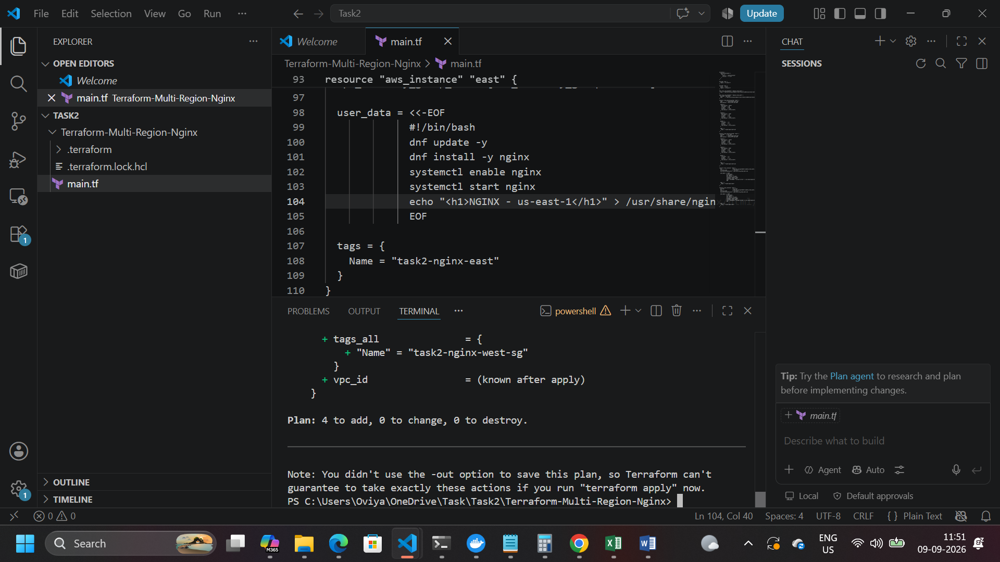 File Edit Selection View Go Run ···
Task2
Update
EXPLORER
OPEN EDITORS
Welcome
main.tf Terraform-Multi-Region-Nginx
TASK2
Terraform-Multi-Region-Nginx
.terraform
.terraform.lock.hcl
main.tf
OUTLINE
TIMELINE
1
1
Welcome
main.tf
Terraform-Multi-Region-Nginx > main.tf
93 resource "aws_instance" "east" {
97
98 user_data = <<-EOF
99 #!/bin/bash
100 dnf update -y
101 dnf install -y nginx
102 systemctl enable nginx
103 systemctl start nginx
104 echo "<h1>NGINX - us-east-1</h1>" > /usr/share/nginx
105 EOF
106
107 tags = {
108 Name = "task2-nginx-east"
109 }
110 }
PROBLEMS OUTPUT TERMINAL ···
powershell
+ tags_all = {
+ "Name" = "task2-nginx-west-sg"
}
+ vpc_id = (known after apply)
}
Plan: 4 to add, 0 to change, 0 to destroy.
Note: You didn't use the -out option to save this plan, so Terraform can't
guarantee to take exactly these actions if you run "terraform apply" now.
PS C:\Users\Oviya\OneDrive\Task\Task2\Terraform-Multi-Region-Nginx>
CHAT
SESSIONS
Tip: Try the Plan agent to research and plan
before implementing changes.
main.tf
Describe what to build
Agent Auto
Local Default approvals
0 0
Ln 104, Col 40 Spaces: 4 UTF-8 CRLF { } Plain Text
Search
M365
ENG
US
11:51
09-09-2026